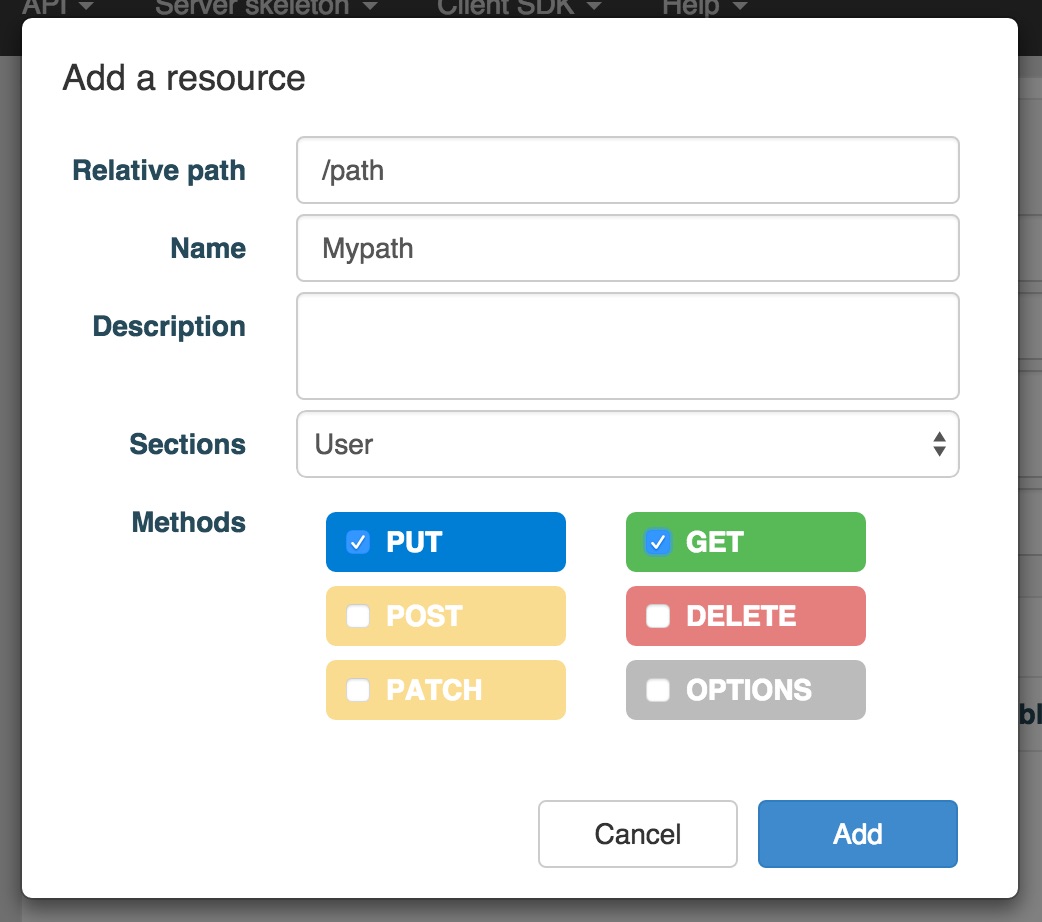 API Server skeleton Client SDK Help
Add a resource
Relative path /path
Name Mypath
Description
Sections User
Methods PUT GET
POST DELETE
PATCH OPTIONS
Cancel Add